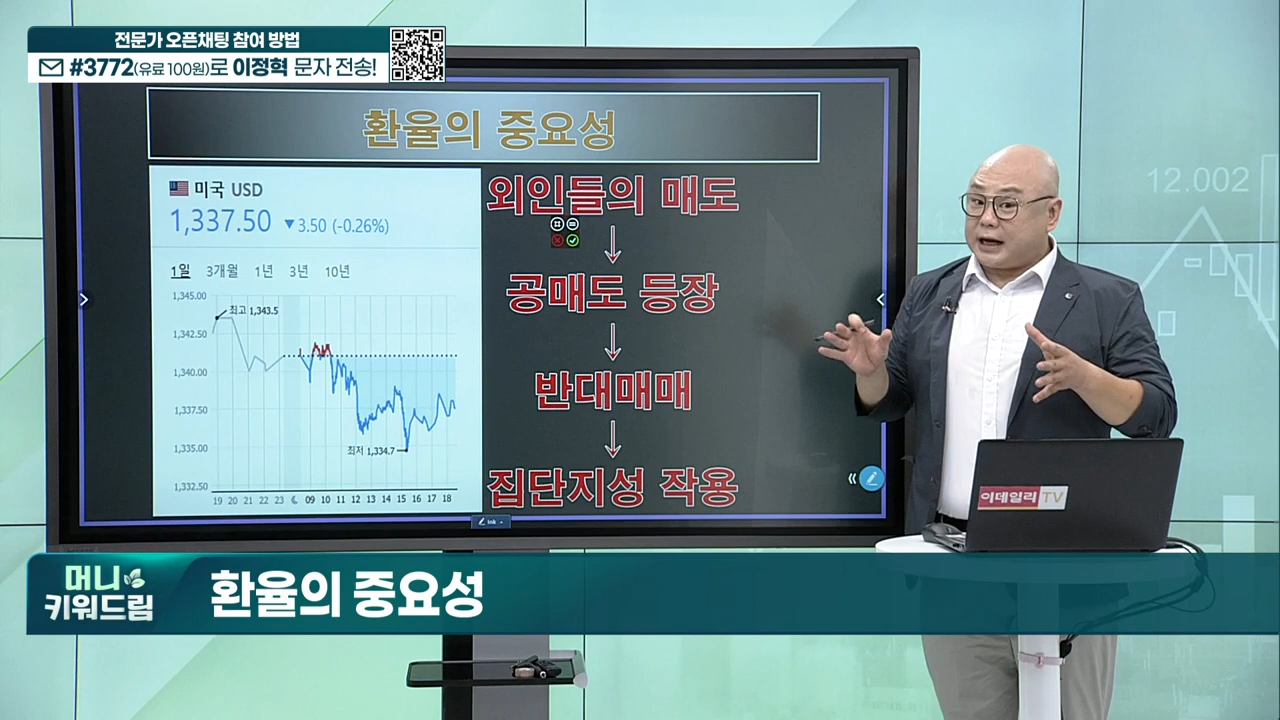 전문가 오픈채팅 참여 방법
#3772(유료 100원)로 이정혁 문자 전송!
환율의 중요성
미국 USD
1,337.50 ▼3.50 (-0.26%)
1일 3개월 1년 3년 10년
1,345.00
최고 1,343.5
1,342.50
1,340.00
1,337.50
1,335.00
최저 1,334.7
1,332.50
19 20 21 22 23 09 10 11 12 13 14 15 16 17 18
외인들의 매도
↓
공매도 등장
↓
반대매매
↓
집단지성 작용
Ink
12.002
이데일리 TV
머니
키워드림
환율의 중요성